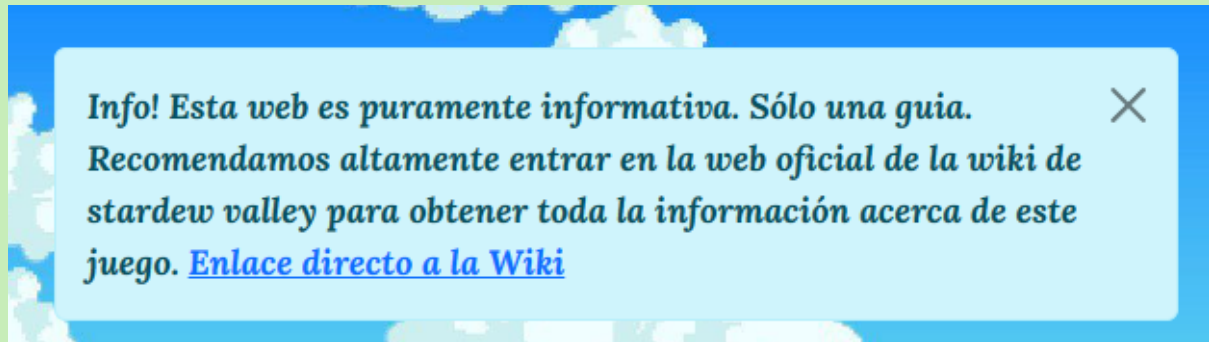 Info! Esta web es puramente informativa. Sólo una guia.
Recomendamos altamente entrar en la web oficial de la wiki de
stardew valley para obtener toda la información acerca de este
juego. Enlace directo a la Wiki